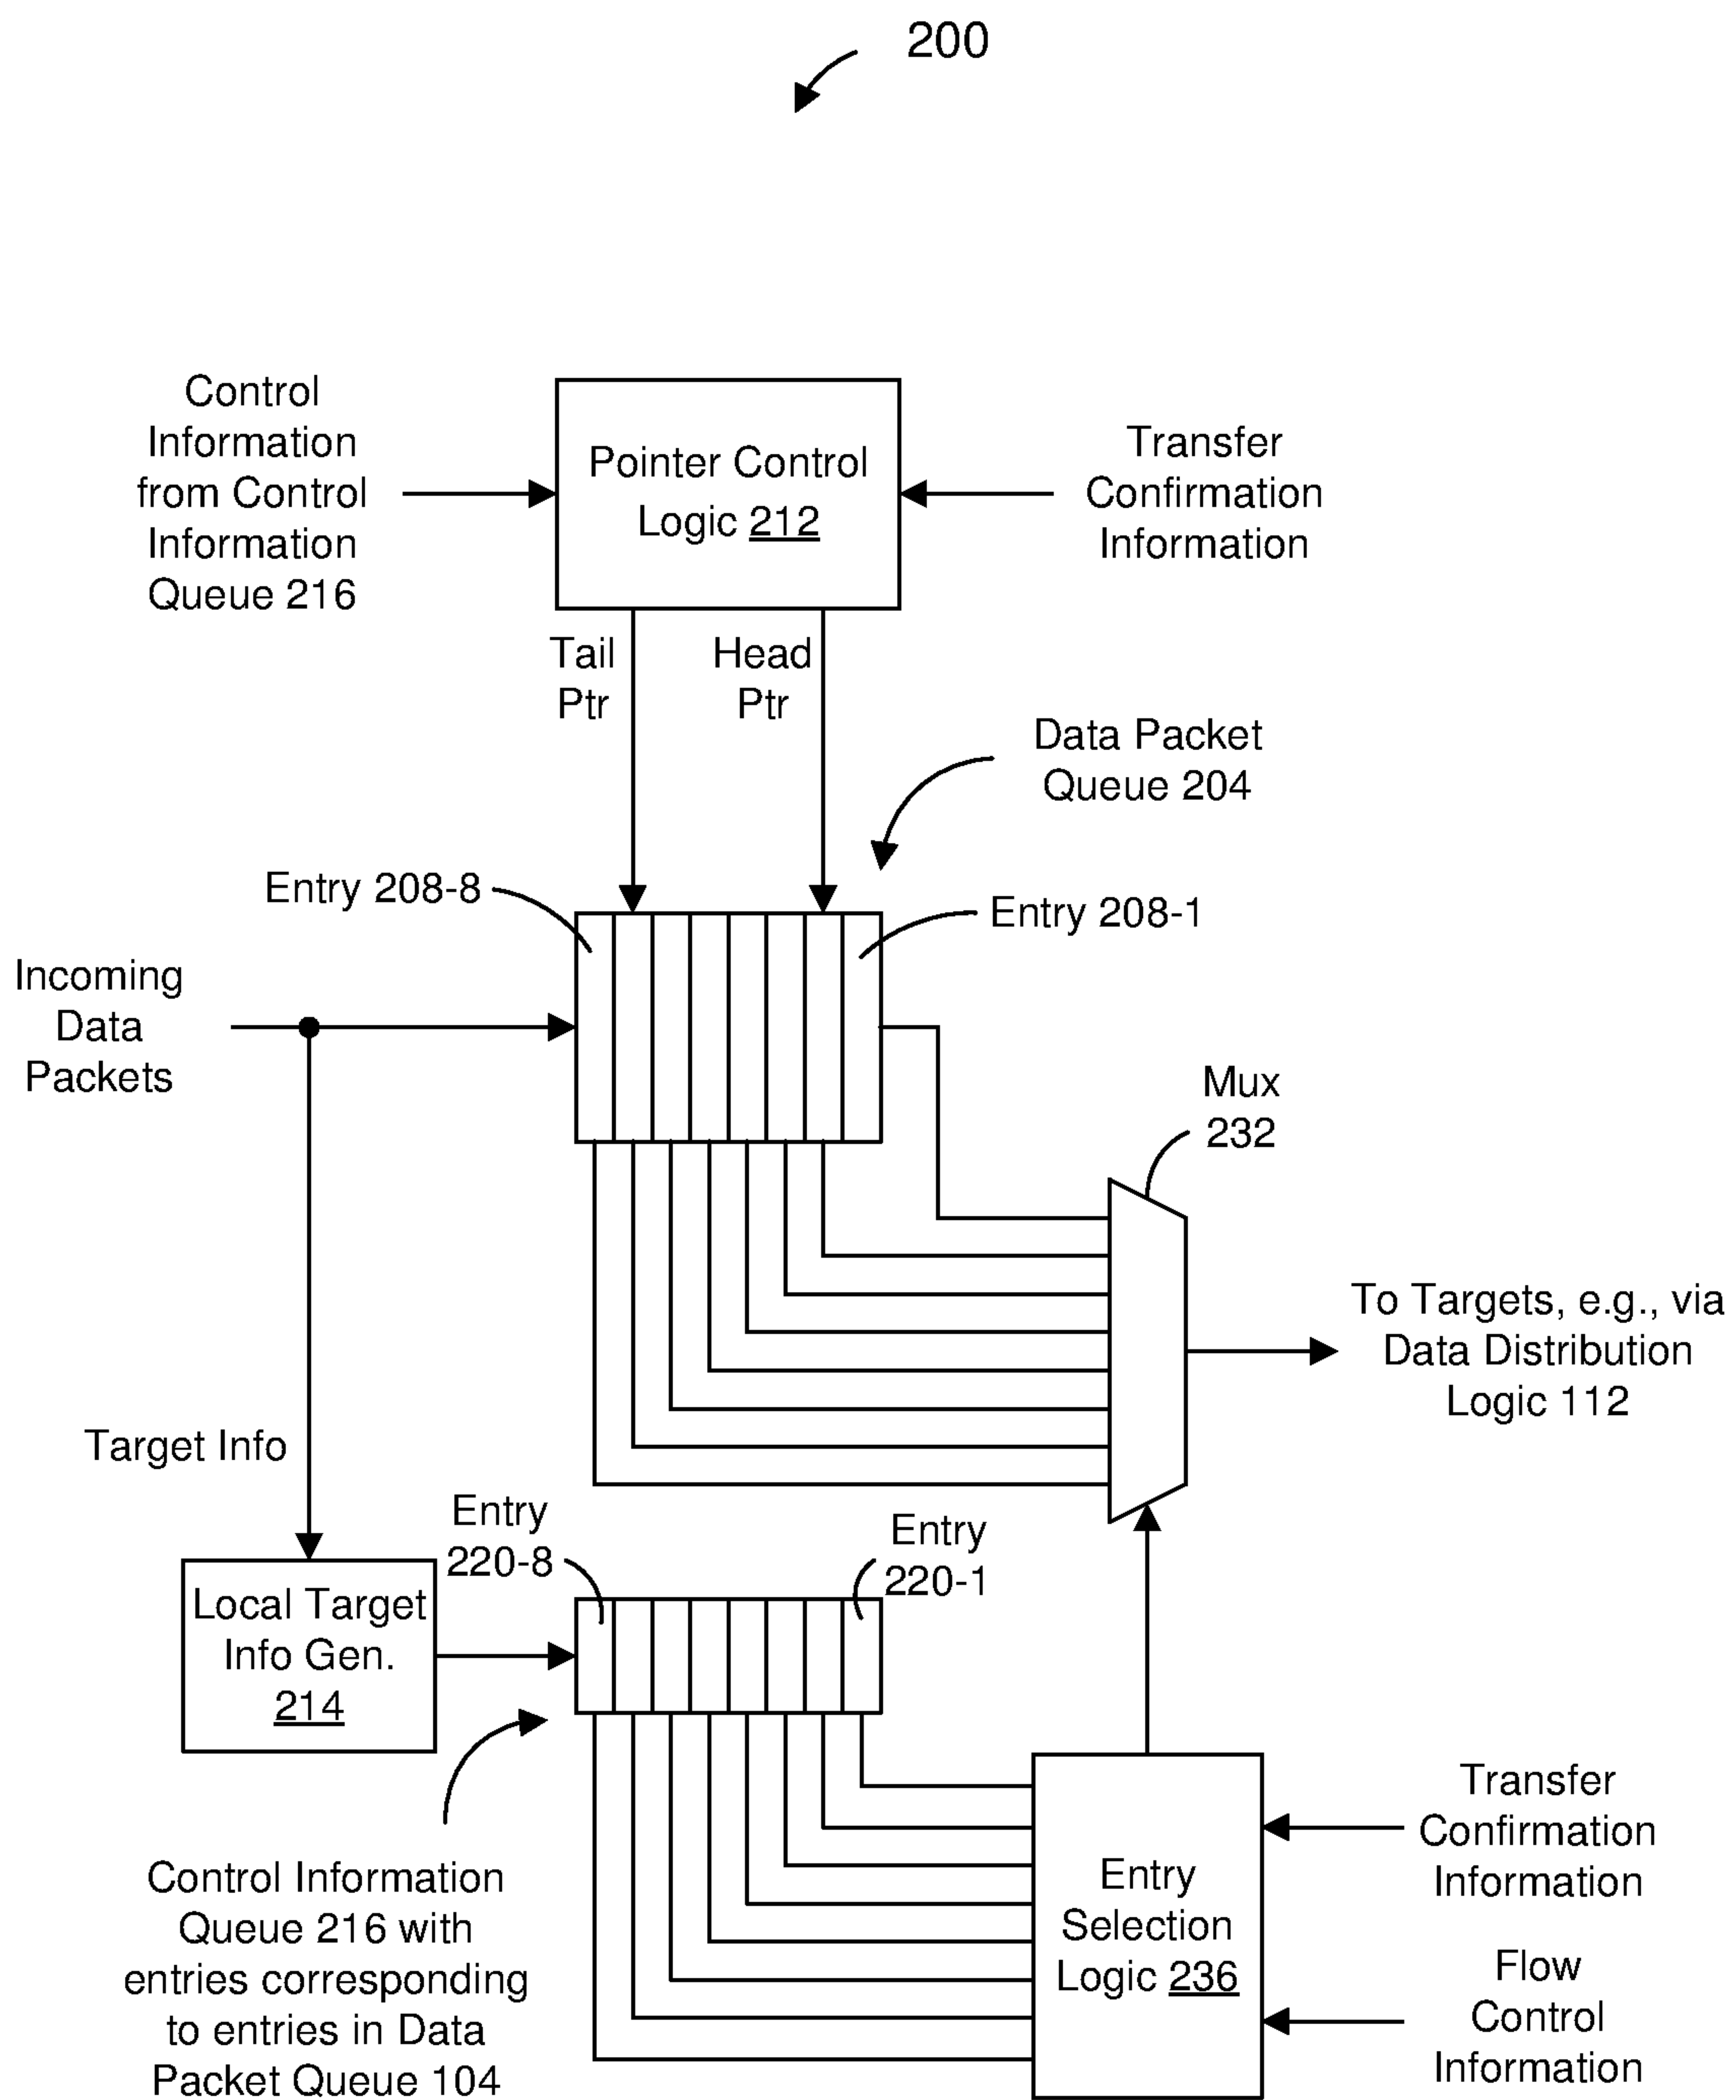 200
Control
Information
from Control
Information
Queue 216
Pointer Control
Logic 212
Transfer
Confirmation
Information
Tail
Ptr
Head
Ptr
Data Packet
Queue 204
Entry 208-8
Entry 208-1
Incoming
Data
Packets
Mux
232
To Targets, e.g., via
Data Distribution
Logic 112
Target Info
Entry
220-8
Entry
220-1
Local Target
Info Gen.
214
Control Information
Queue 216 with
entries corresponding
to entries in Data
Packet Queue 104
Entry
Selection
Logic 236
Transfer
Confirmation
Information
Flow
Control
Information